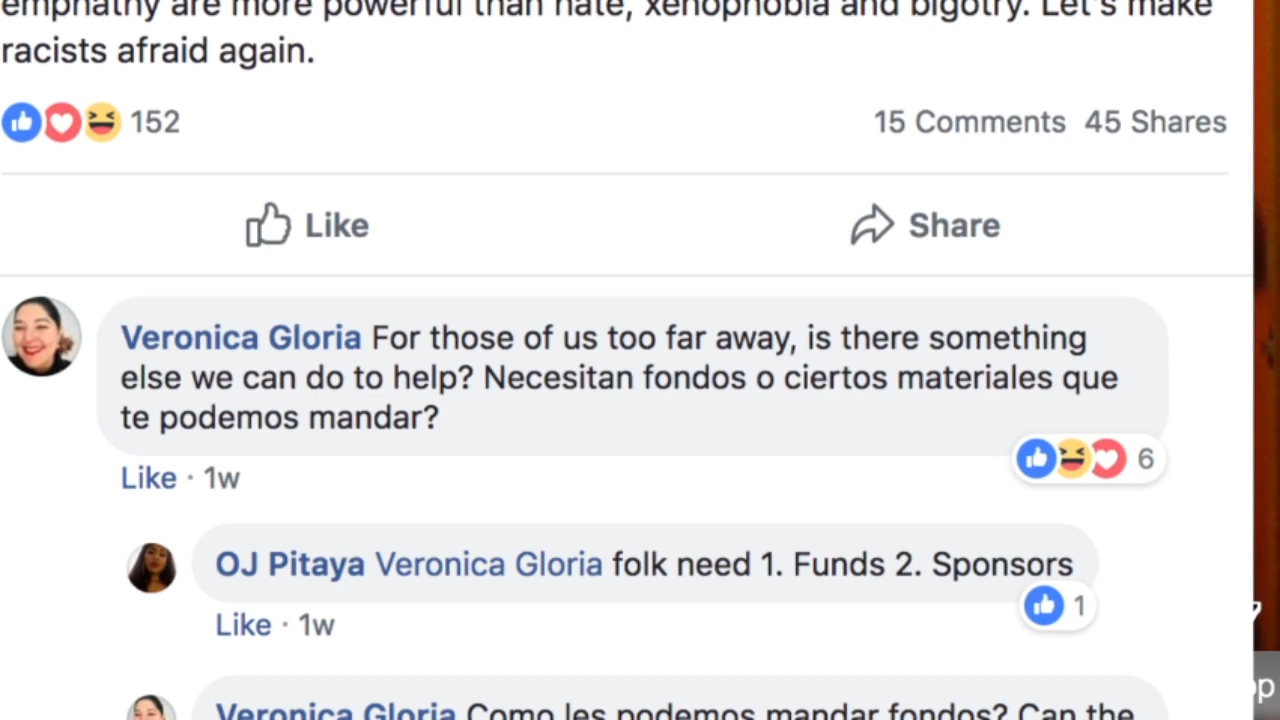 emphathy are more powerful than hate, xenophobia and bigotry. Let's make
racists afraid again.
152
15 Comments 45 Shares
Like
Share
Veronica Gloria For those of us too far away, is there something
else we can do to help? Necesitan fondos o ciertos materiales que
te podemos mandar?
6
Like · 1w
OJ Pitaya Veronica Gloria folk need 1. Funds 2. Sponsors
1
Like · 1w
Veronica Gloria Como les podemos mandar fondos? Can the